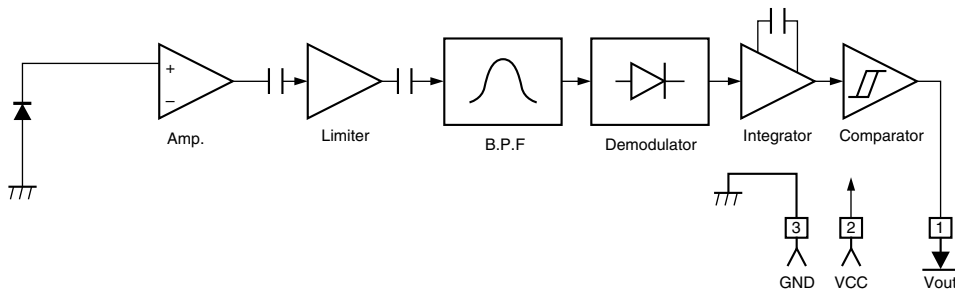 +
−
Amp.
Limiter
B.P.F
Demodulator
Integrator
Comparator
3
2
1
GND
VCC
Vout